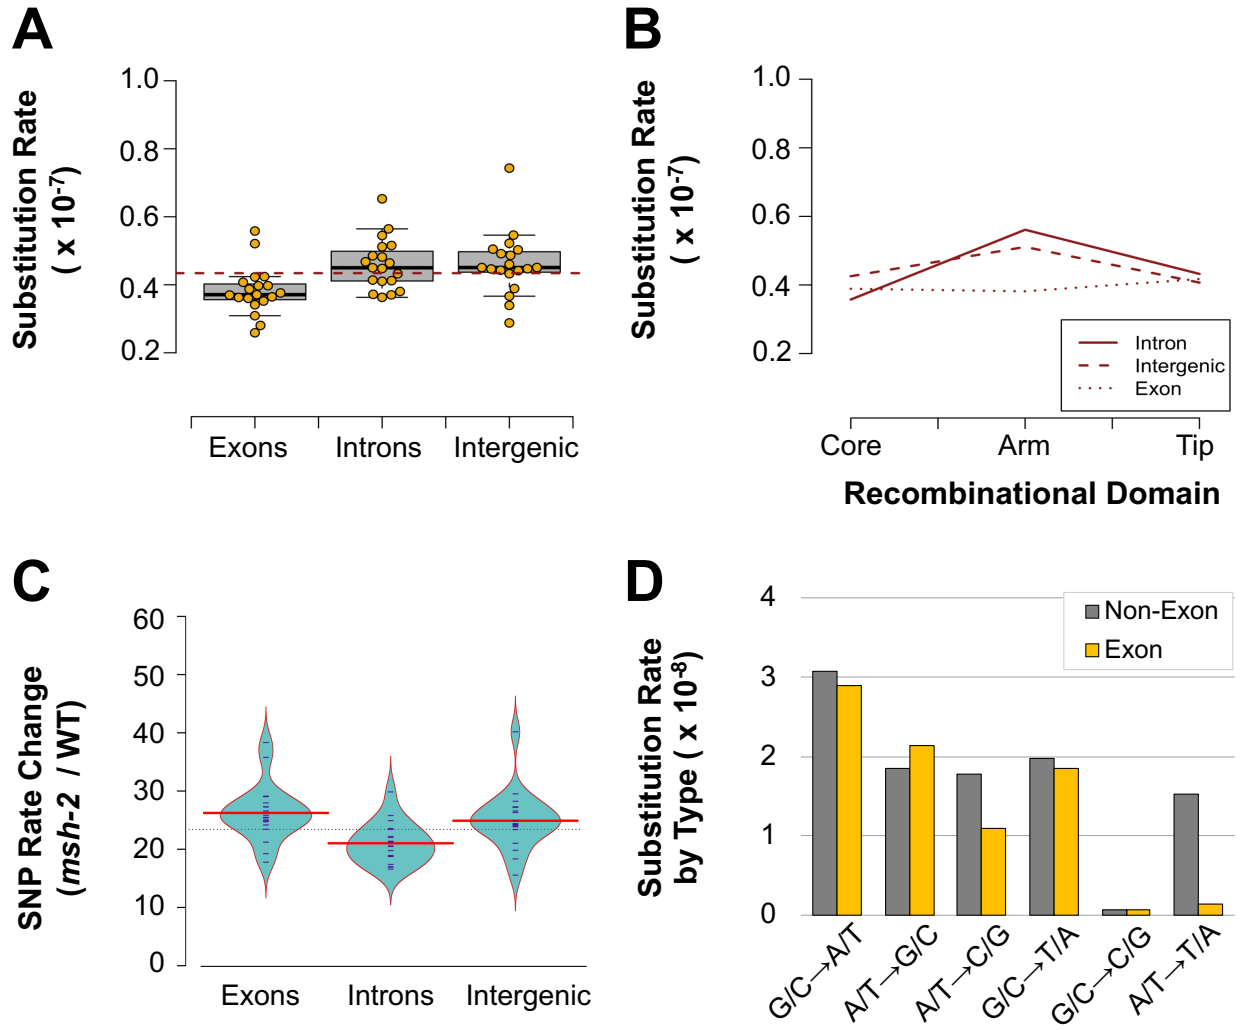 A
Substitution Rate
( x 10⁻⁷)
1.0
0.8
0.6
0.4
0.2
Exons Introns Intergenic
B
Substitution Rate
( x 10⁻⁷)
1.0
0.8
0.6
0.4
0.2
Intron
Intergenic
Exon
Core Arm Tip
Recombinational Domain
C
SNP Rate Change
(msh-2 / WT)
60
50
40
30
20
10
0
Exons Introns Intergenic
D
Substitution Rate
by Type ( x 10⁻⁸)
4
3
2
1
0
Non-Exon
Exon
G/C→A/T
A/T→G/C
A/T→C/G
G/C→T/A
G/C→C/G
A/T→T/A